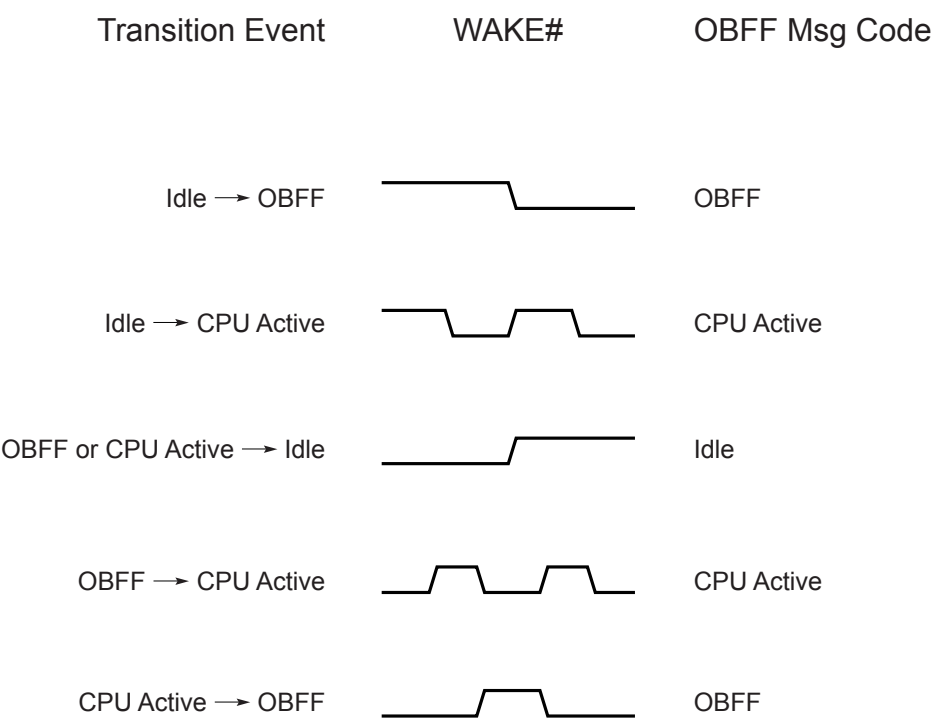 Transition Event WAKE# OBFF Msg Code
Idle → OBFF OBFF
Idle → CPU Active CPU Active
OBFF or CPU Active → Idle Idle
OBFF → CPU Active CPU Active
CPU Active → OBFF OBFF